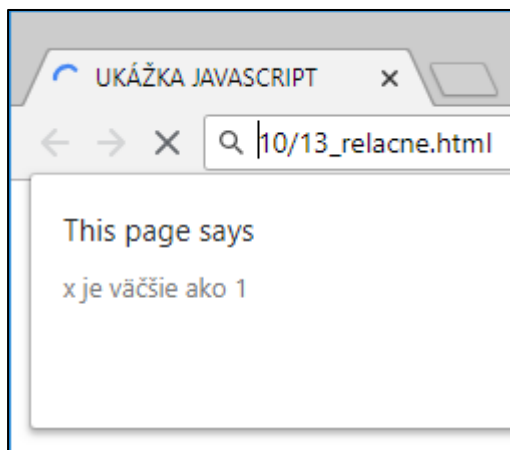 UKÁŽKA JAVASCRIPT
10/13_relacne.html
This page says
x je väčšie ako 1